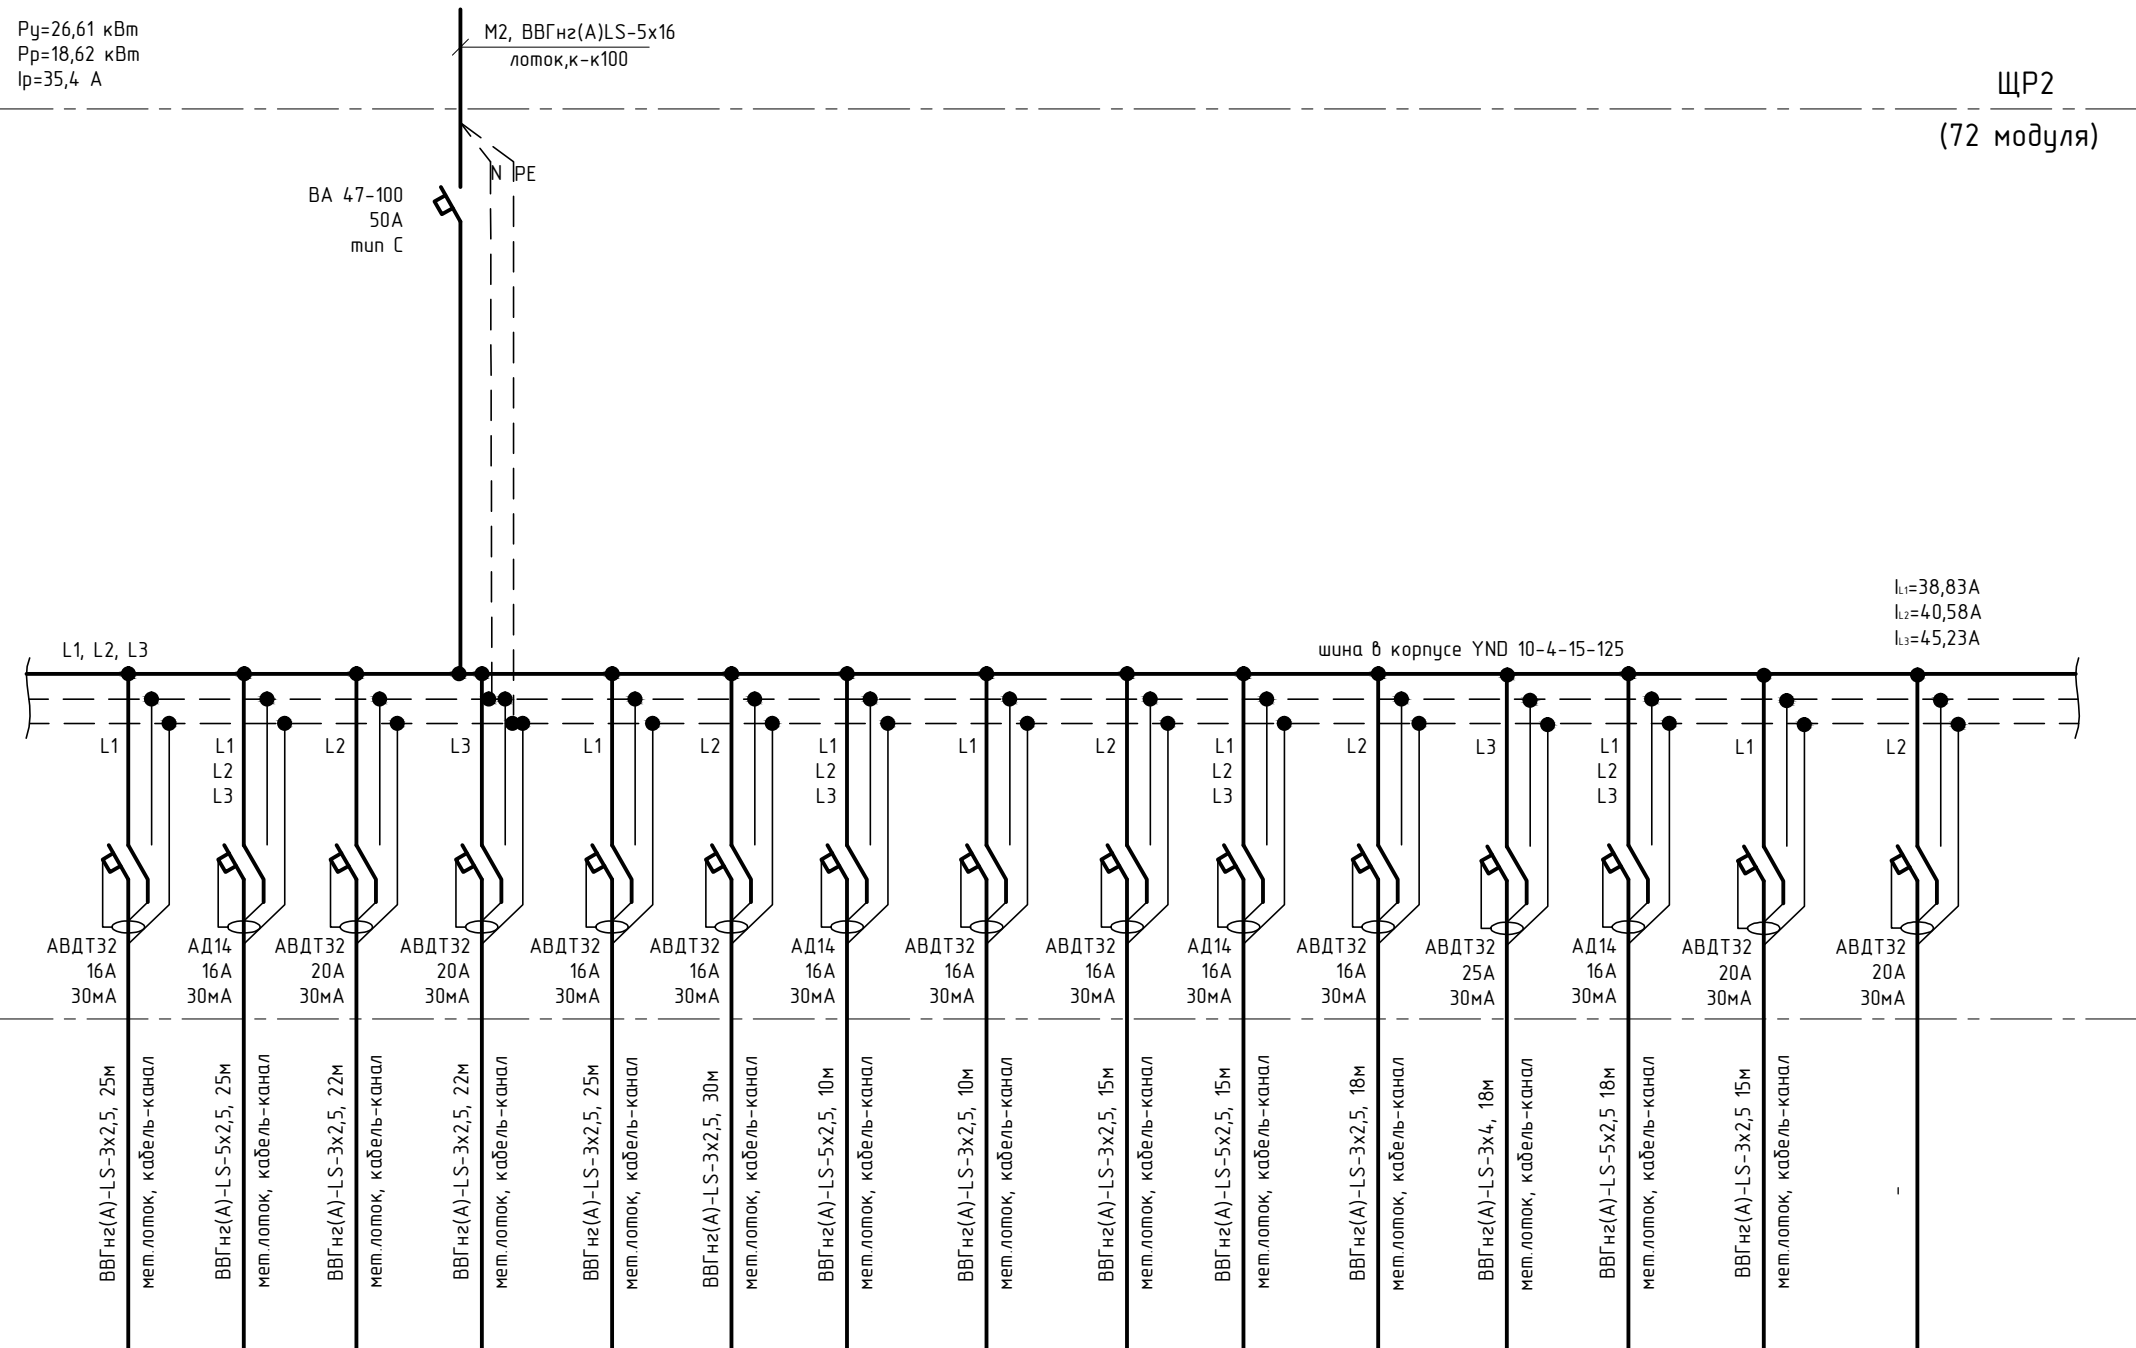 Ру=26,61 кВт
Рр=18,62 кВт
Iр=35,4 А
М2, ВВГнг(А)LS-5х16
лоток,к-к100
ЩР2
(72 модуля)
N PE
ВА 47-100
50А
тип С
IL1=38,83А
IL2=40,58А
IL3=45,23А
L1, L2, L3
шина в корпусе YND 10-4-15-125
L1
L1
L2
L3
L2
L3
L1
L2
L1
L2
L3
L1
L2
L1
L2
L3
L2
L3
L1
L2
L3
L1
L2
АВДТ32
16А
30мА
АД14
16А
30мА
АВДТ32
20А
30мА
АВДТ32
20А
30мА
АВДТ32
16А
30мА
АВДТ32
16А
30мА
АД14
16А
30мА
АВДТ32
16А
30мА
АВДТ32
16А
30мА
АД14
16А
30мА
АВДТ32
16А
30мА
АВДТ32
25А
30мА
АД14
16А
30мА
АВДТ32
20А
30мА
АВДТ32
20А
30мА
ВВГнг(А)-LS-3х2,5, 25м
мет.лоток, кабель-канал
ВВГнг(А)-LS-5х2,5, 25м
мет.лоток, кабель-канал
ВВГнг(А)-LS-3х2,5, 22м
мет.лоток, кабель-канал
ВВГнг(А)-LS-3х2,5, 22м
мет.лоток, кабель-канал
ВВГнг(А)-LS-3х2,5, 25м
мет.лоток, кабель-канал
ВВГнг(А)-LS-3х2,5, 30м
мет.лоток, кабель-канал
ВВГнг(А)-LS-5х2,5, 10м
мет.лоток, кабель-канал
ВВГнг(А)-LS-3х2,5, 10м
мет.лоток, кабель-канал
ВВГнг(А)-LS-3х2,5, 15м
мет.лоток, кабель-канал
ВВГнг(А)-LS-5х2,5, 15м
мет.лоток, кабель-канал
ВВГнг(А)-LS-3х2,5, 18м
мет.лоток, кабель-канал
ВВГнг(А)-LS-3х4, 18м
мет.лоток, кабель-канал
ВВГнг(А)-LS-5х2,5 18м
мет.лоток, кабель-канал
ВВГнг(А)-LS-3х2,5 15м
мет.лоток, кабель-канал
-